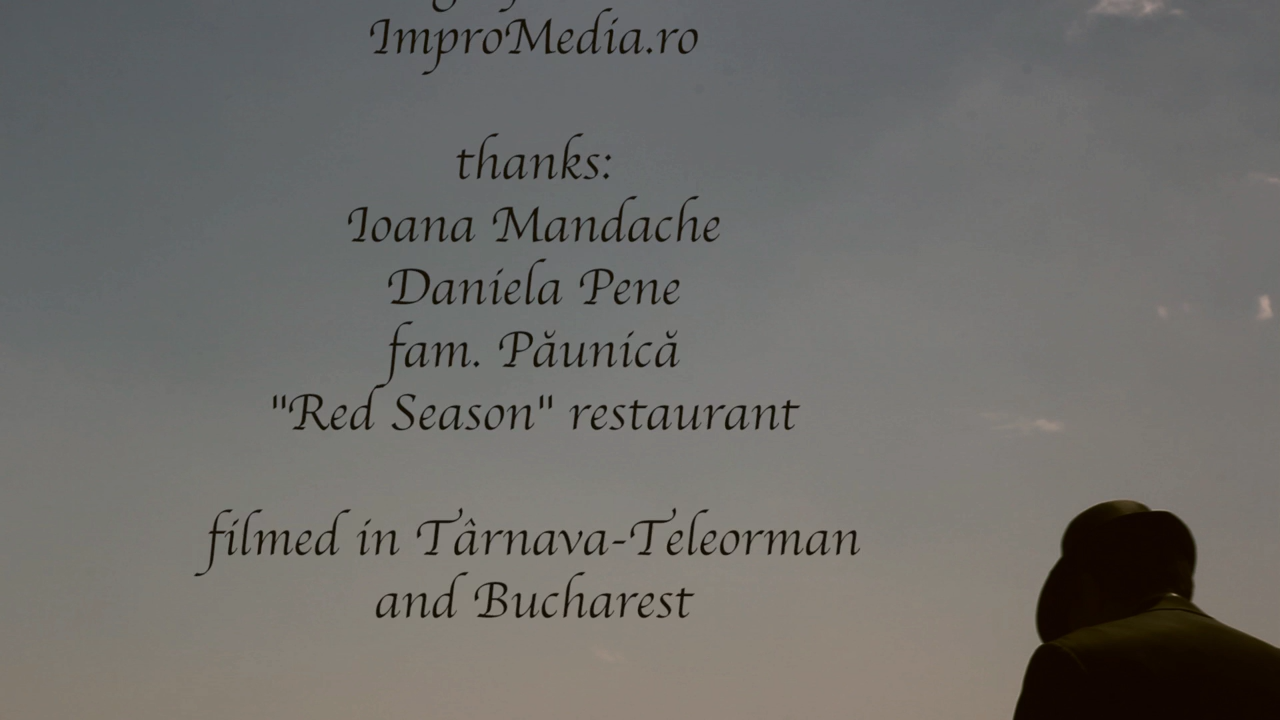 ImproMedia.ro
thanks:
Ioana Mandache
Daniela Pene
fam. Păunică
"Red Season" restaurant
filmed in Târnava-Teleorman
and Bucharest